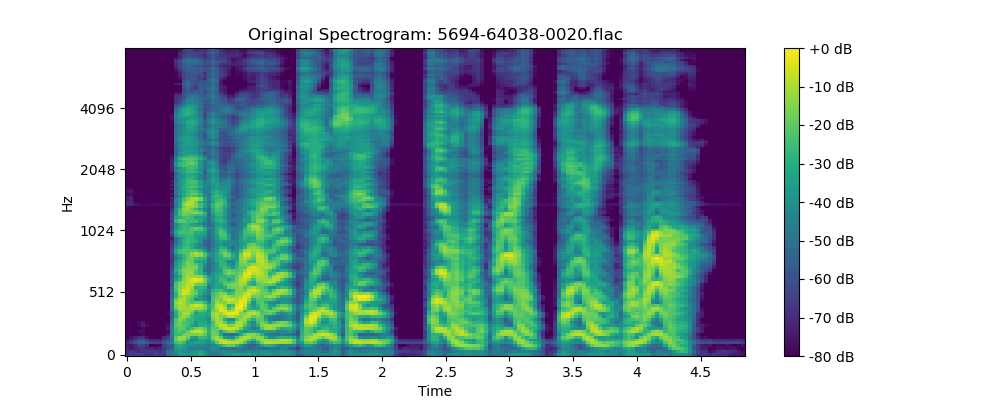 Original Spectrogram: 5694-64038-0020.flac
Hz
4096
2048
1024
512
0
0
0.5
1
1.5
2
2.5
3
3.5
4
4.5
Time
+0 dB
-10 dB
-20 dB
-30 dB
-40 dB
-50 dB
-60 dB
-70 dB
-80 dB